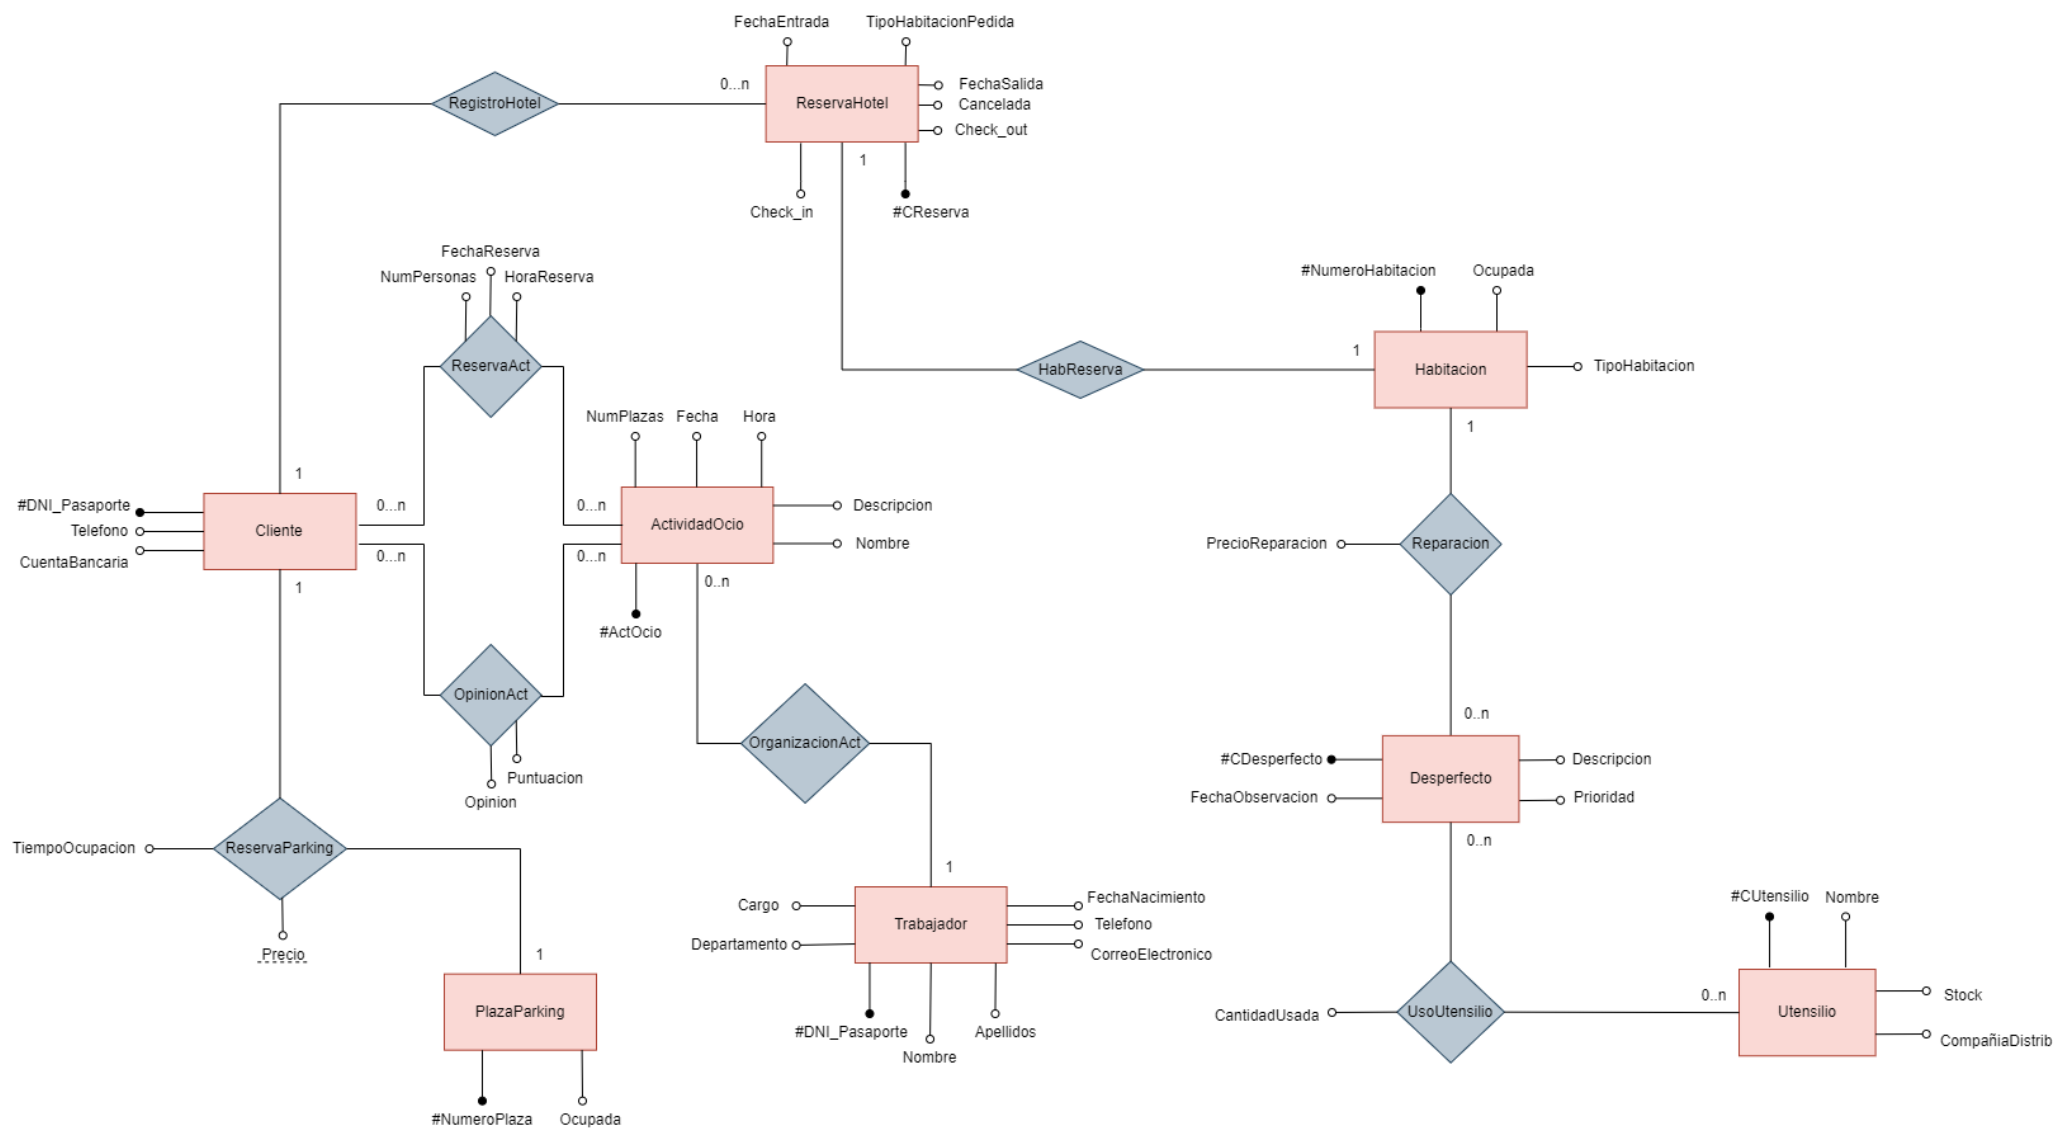 FechaEntrada
TipoHabitacionPedida
0...n
ReservaHotel
FechaSalida
Cancelada
Check_out
RegistroHotel
1
Check_in
#CReserva
FechaReserva
NumPersonas
HoraReserva
ReservaAct
#NumeroHabitacion
Ocupada
HabReserva
1
Habitacion
TipoHabitacion
1
NumPlazas
Fecha
Hora
1
#DNI_Pasaporte
Telefono
CuentaBancaria
Cliente
0...n
0...n
0...n
0...n
ActividadOcio
Descripcion
Nombre
1
0..n
#ActOcio
PrecioReparacion
Reparacion
OpinionAct
Puntuacion
Opinion
OrganizacionAct
0..n
#CDesperfecto
FechaObservacion
Desperfecto
Descripcion
Prioridad
0..n
TiempoOcupacion
ReservaParking
Precio
1
1
Cargo
Departamento
Trabajador
FechaNacimiento
Telefono
CorreoElectronico
#DNI_Pasaporte
Nombre
Apellidos
PlazaParking
#NumeroPlaza
Ocupada
#CUtensilio
Nombre
CantidadUsada
UsoUtensilio
0..n
Utensilio
Stock
CompañiaDistrib